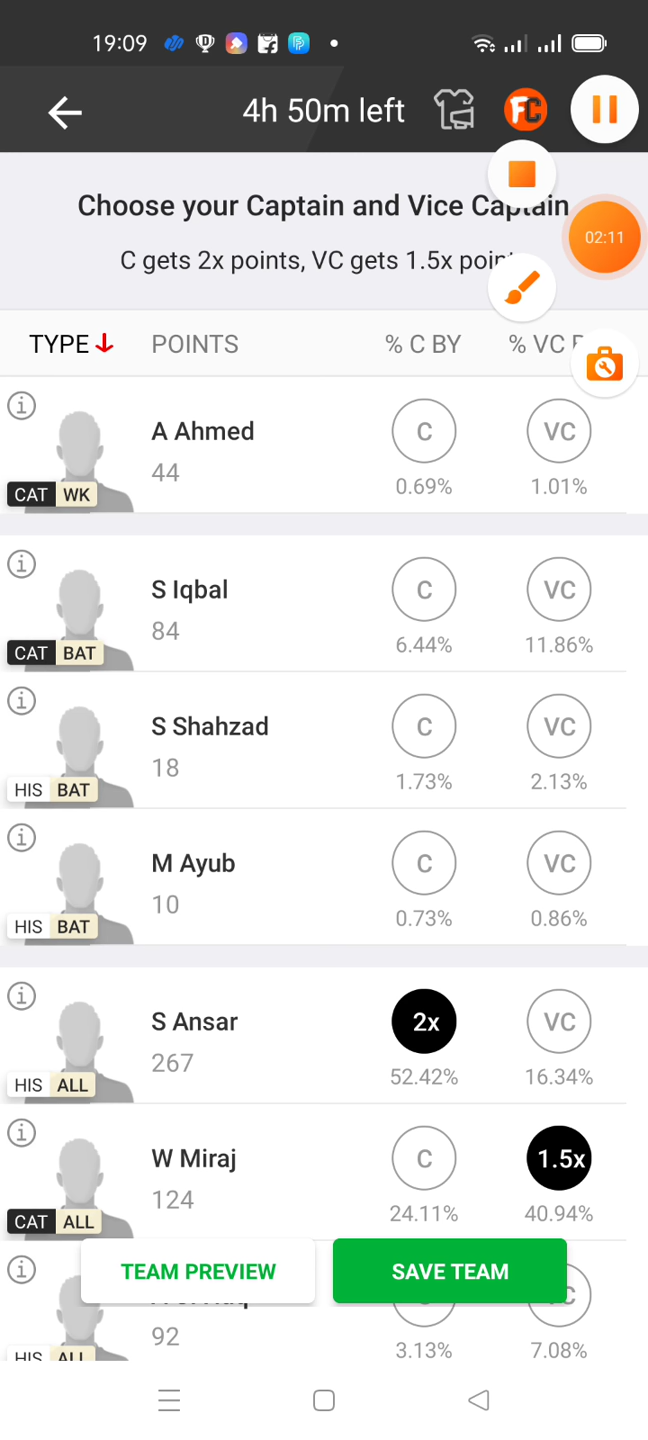 19:09
4h 50m left
FC
Choose your Captain and Vice Captain
02:11
C gets 2x points, VC gets 1.5x poin
TYPE POINTS % C BY % VC
A Ahmed C VC
44
CAT WK 0.69% 1.01%
S Iqbal C VC
84
CAT BAT 6.44% 11.86%
S Shahzad C VC
18
HIS BAT 1.73% 2.13%
M Ayub C VC
10
HIS BAT 0.73% 0.86%
S Ansar 2x VC
267
HIS ALL 52.42% 16.34%
W Miraj C 1.5x
124
CAT ALL 24.11% 40.94%
TEAM PREVIEW SAVE TEAM
92
HIS ALL 3.13% 7.08%